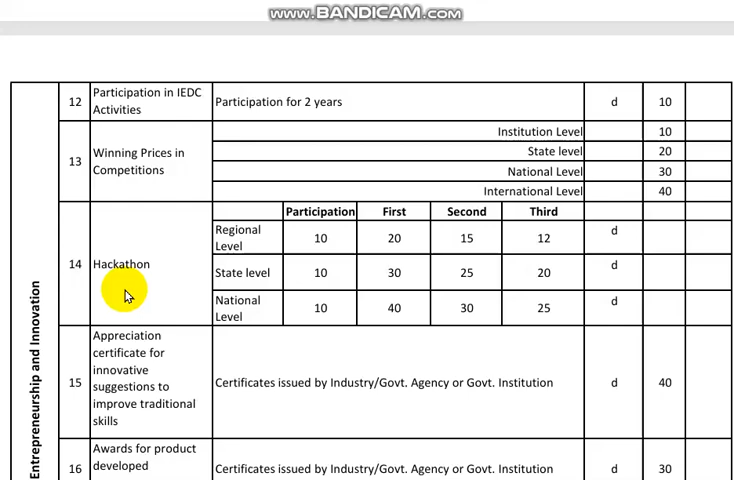 www.BANDICAM.com
12 Participation in IEDC Activities Participation for 2 years d 10
13 Winning Prices in Competitions Institution Level 10
State level 20
National Level 30
International Level 40
Participation First Second Third
14 Hackathon Regional Level 10 20 15 12 d
State level 10 30 25 20 d
National Level 10 40 30 25 d
15 Appreciation certificate for innovative suggestions to improve traditional skills Certificates issued by Industry/Govt. Agency or Govt. Institution d 40
16 Awards for product developed Certificates issued by Industry/Govt. Agency or Govt. Institution d 30
Entrepreneurship and Innovation